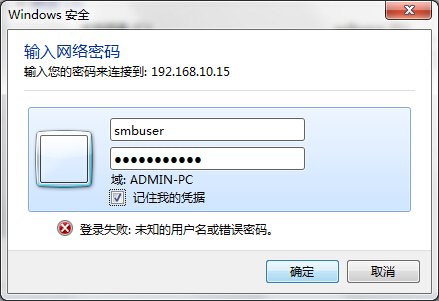 Windows 安全
输入网络密码
输入您的密码来连接到: 192.168.10.15
smbuser
●●●●●●●●●●●
域: ADMIN-PC
记住我的凭据
登录失败: 未知的用户名或错误密码。
确定
取消